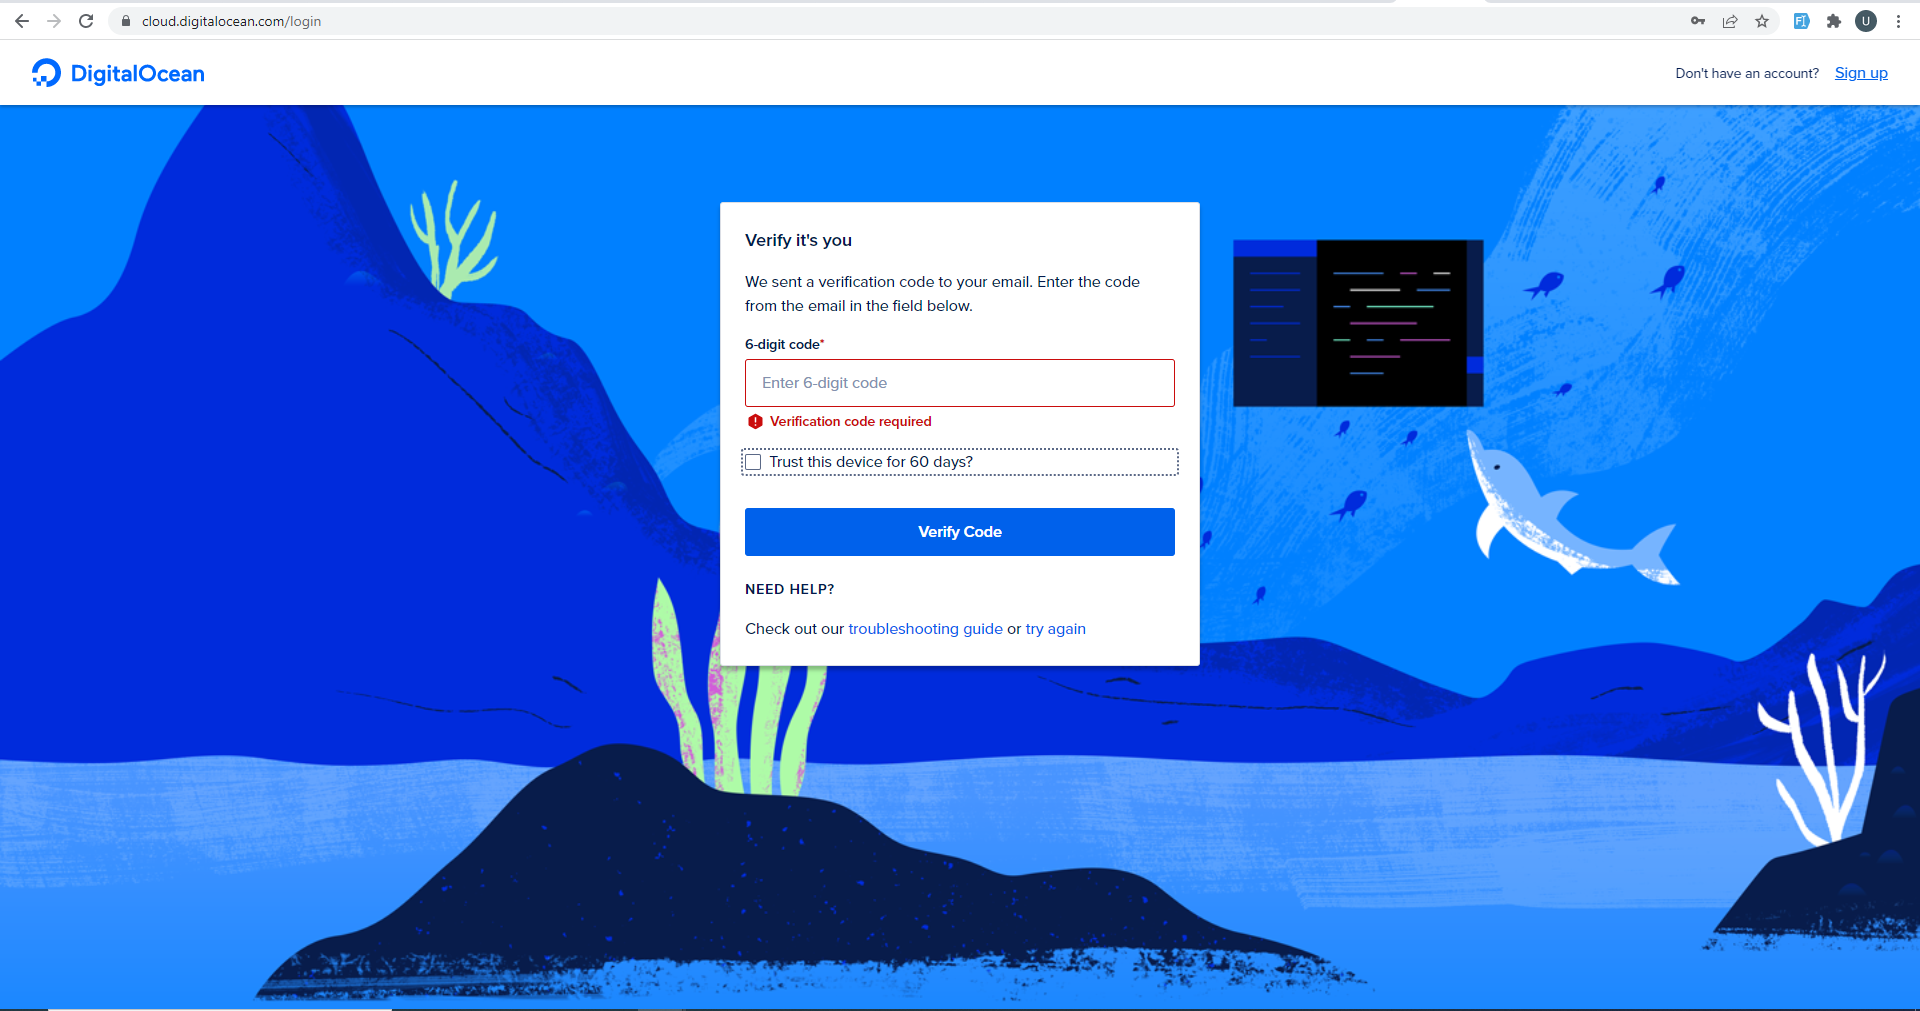 cloud.digitalocean.com/login
U
DigitalOcean
Don't have an account? Sign up
Verify it's you
We sent a verification code to your email. Enter the code
from the email in the field below.
6-digit code*
Enter 6-digit code
Verification code required
Trust this device for 60 days?
Verify Code
NEED HELP?
Check out our troubleshooting guide or try again